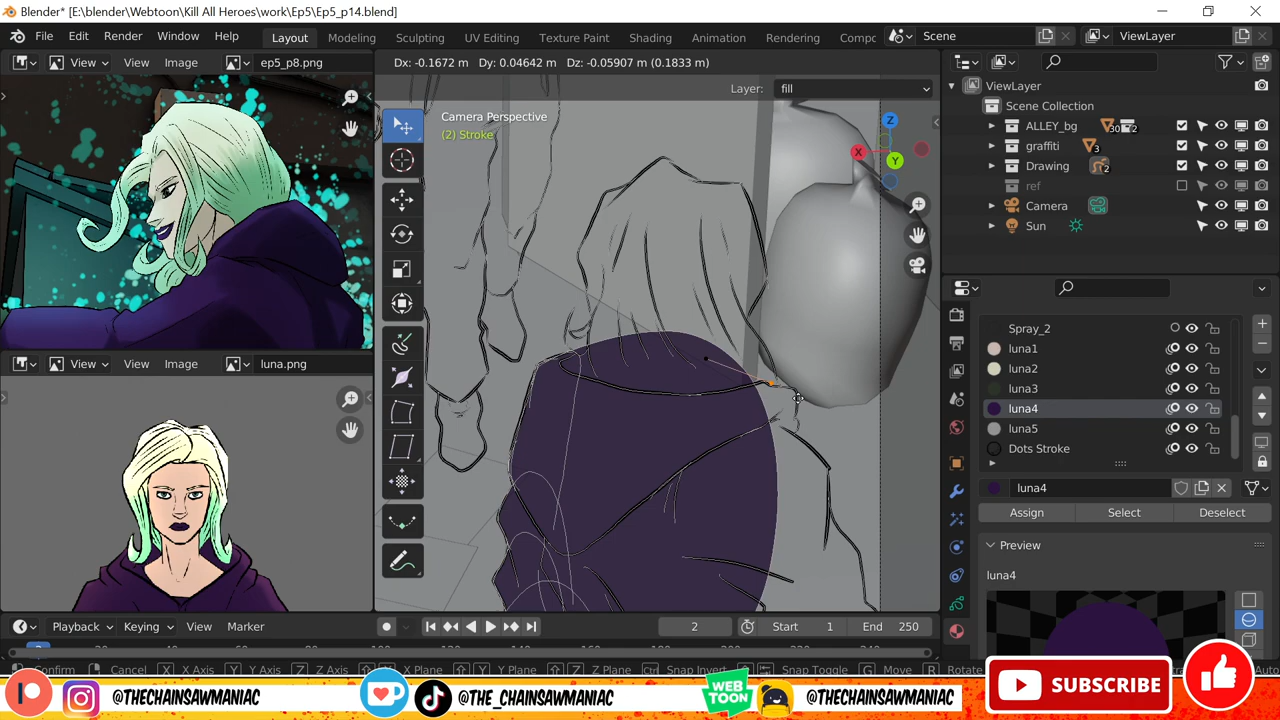 Blender* [E:\blender\Webtoon\Kill All Heroes\work\Ep5\Ep5_p14.blend]
File Edit Render Window Help Layout Modeling Sculpting UV Editing Texture Paint Shading Animation Rendering Compc Scene ViewLayer
View View Image ep5_p8.png
Dx: -0.1672 m Dy: 0.04642 m Dz: -0.05907 m (0.1833 m)
Layer: fill
Camera Perspective
(2) Stroke
Z
X
Y
ViewLayer
Scene Collection
ALLEY_bg 30 2
graffiti 3
Drawing 2
ref
Camera
Sun
View View Image luna.png
Spray_2
luna1
luna2
luna3
luna4
luna5
Dots Stroke
luna4
Assign Select Deselect
Preview
luna4
Playback Keying View Marker 2 Start 1 End 250
Confirm Cancel X X Axis Y Y Axis Z Z Axis X X Plane Y Y Plane Z Z Plane Snap Invert Snap Toggle G Move R Rotate
@THECHAINSAWMANIAC @THE_CHAINSAWMANIAC WEB TOON @THECHAINSAWMANIAC SUBSCRIBE